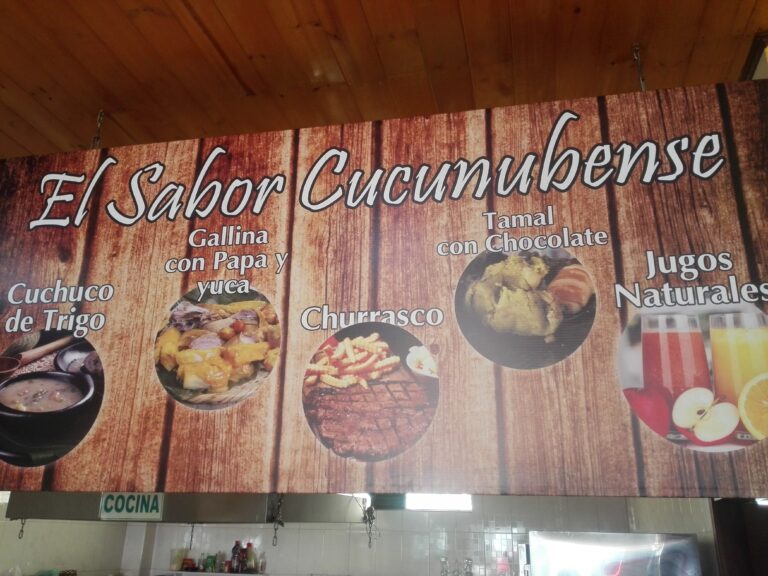 El Sabor Cucunubense
Cuchuco
de Trigo
Gallina
con Papa y
yuca
Churrasco
Tamal
con Chocolate
Jugos
Naturales
COCINA